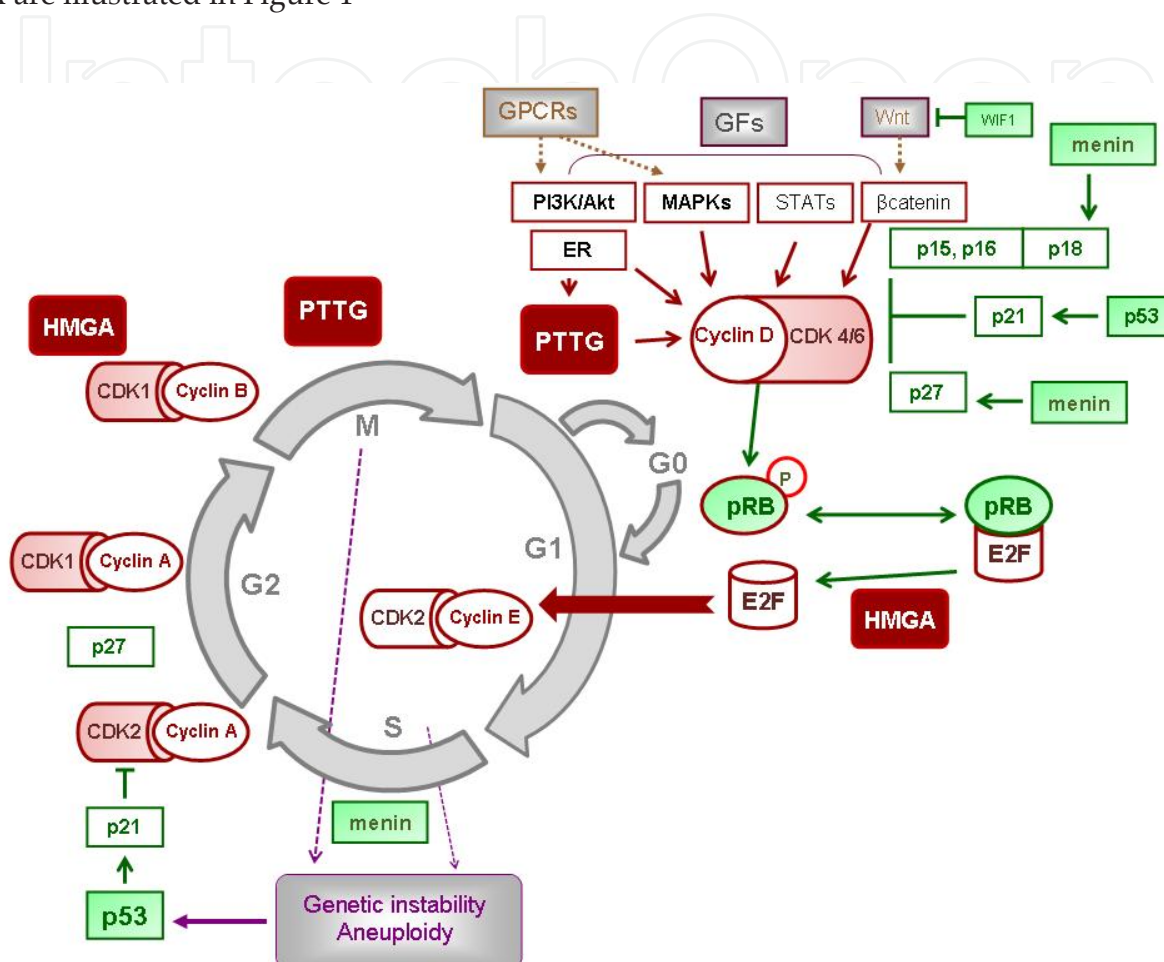 are illustrated in Figure 1
IntechOpen
GPCRs
GFs
Wnt
WIF1
menin
PI3K/Akt
MAPKs
STATs
βcatenin
ER
p15, p16
p18
PTTG
HMGA
PTTG
Cyclin D
CDK 4/6
p21
p53
CDK1
Cyclin B
p27
menin
M
G0
pRB
P
pRB
E2F
G1
CDK1
Cyclin A
G2
E2F
HMGA
CDK2
Cyclin E
p27
CDK2
Cyclin A
S
p21
menin
p53
Genetic instability
Aneuploidy